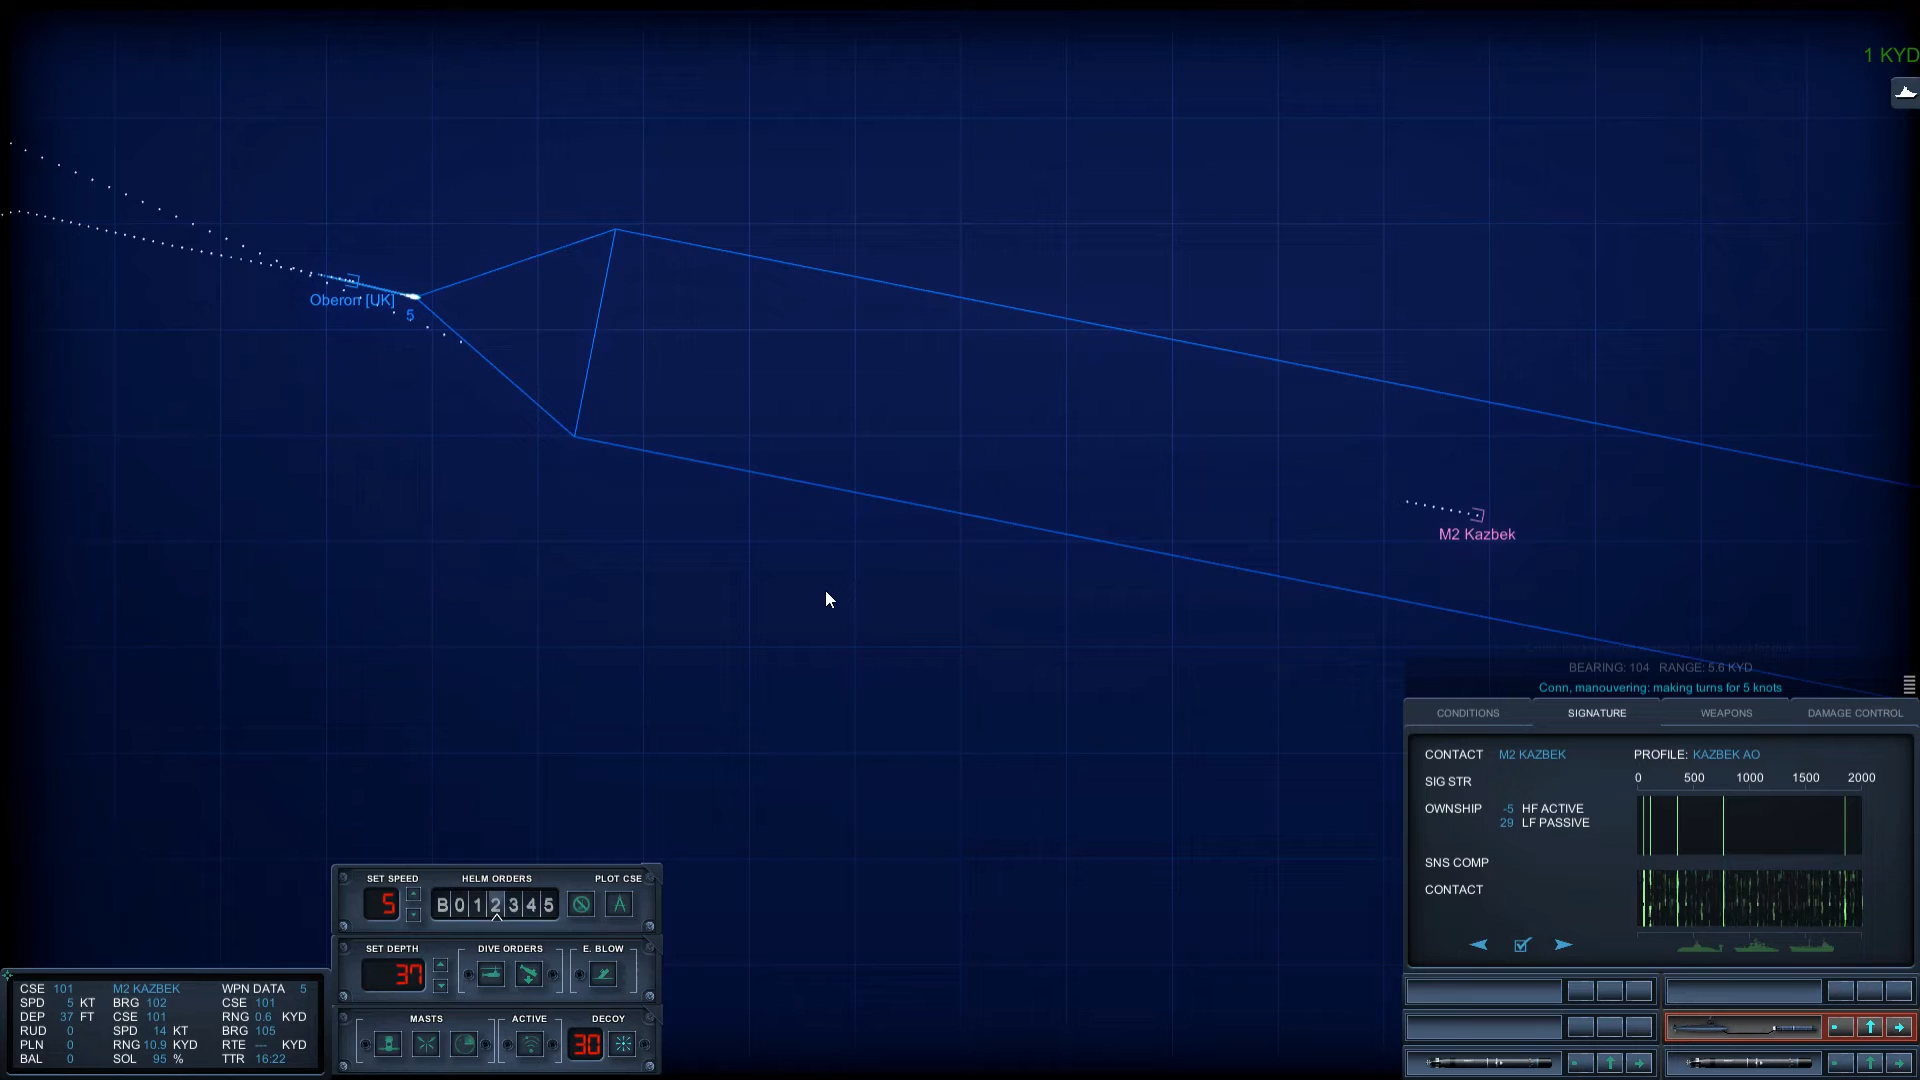 1 KYD
Oberon [UK]
5
M2 Kazbek
BEARING: 104 RANGE: 5.6 KYD
Conn, manouvering: making turns for 5 knots
CONDITIONS SIGNATURE WEAPONS DAMAGE CONTROL
CONTACT M2 KAZBEK PROFILE: KAZBEK AO
SIG STR 0 500 1000 1500 2000
OWNSHIP -5 HF ACTIVE
29 LF PASSIVE
SNS COMP
CONTACT
SET SPEED HELM ORDERS PLOT CSE
5 B 0 1 2 3 4 5
SET DEPTH DIVE ORDERS E. BLOW
37
MASTS ACTIVE DECOY
30
CSE 101 M2 KAZBEK WPN DATA 5
SPD 5 KT BRG 102 CSE 101
DEP 37 FT CSE 101 RNG 0.6 KYD
RUD 0 SPD 14 KT BRG 105
PLN 0 RNG 10.9 KYD RTE --- KYD
BAL 0 SOL 95 % TTR 16:22